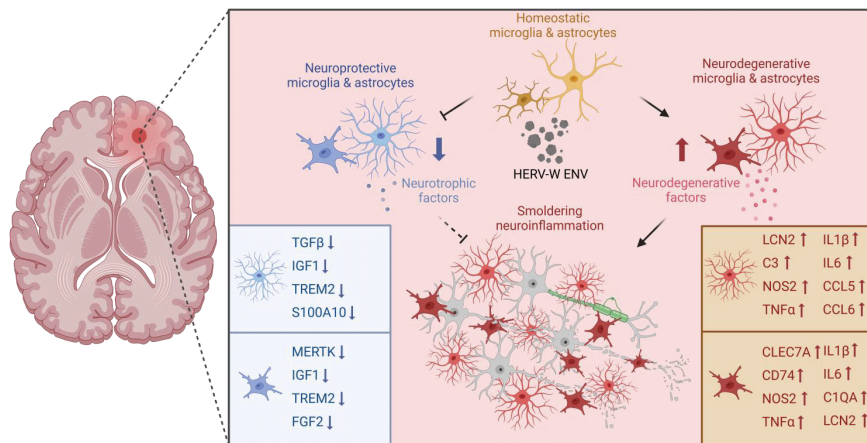 Homeostatic
microglia & astrocytes
Neuroprotective
microglia & astrocytes
Neurodegenerative
microglia & astrocytes
HERV-W ENV
Neurotrophic
factors
Neurodegenerative
factors
Smoldering
neuroinflammation
TGFβ↓
IGF1↓
TREM2↓
S100A10↓
MERTK↓
IGF1↓
TREM2↓
FGF2↓
LCN2↑ IL1β↑
C3↑ IL6↑
NOS2↑ CCL5↑
TNFα↑ CCL6↑
CLEC7A↑ IL1β↑
CD74↑ IL6↑
NOS2↑ C1QA↑
TNFα↑ LCN2↑